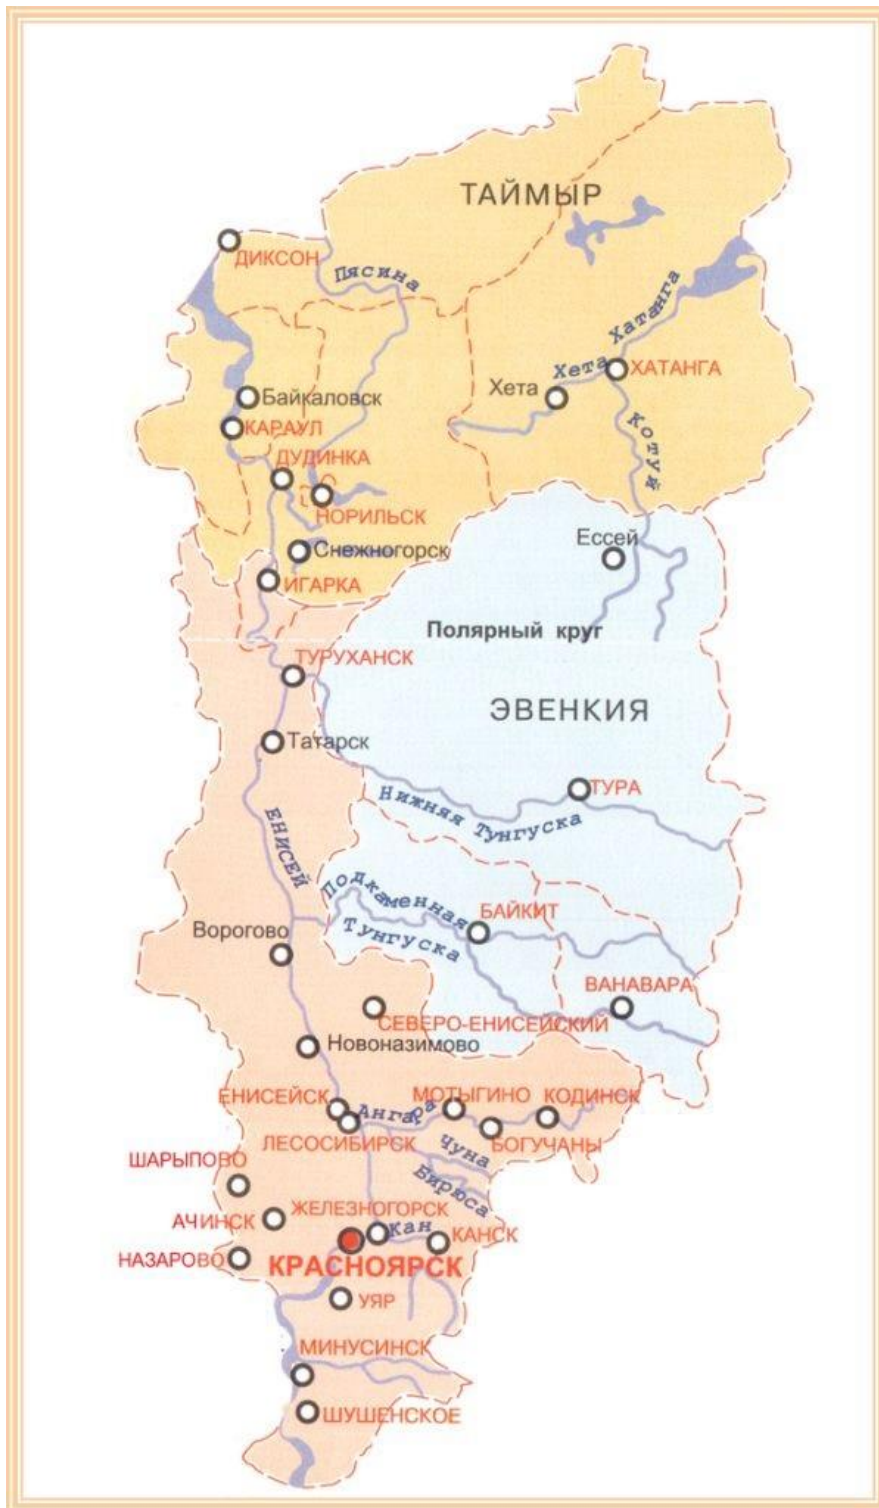 ТАЙМЫР
ДИКСОН
Пясина
Хатанга
Хета
ХАТАНГА
Хета
Байкаловск
КАРАУЛ
Котуй
ДУДИНКА
НОРИЛЬСК
Снежногорск
Ессей
ИГАРКА
Полярный круг
ТУРУХАНСК
ЭВЕНКИЯ
Татарск
ТУРА
Нижняя Тунгуска
ЕНИСЕЙ
Подкаменная
Тунгуска
БАЙКИТ
Ворогово
ВАНАВАРА
СЕВЕРО-ЕНИСЕЙСКИЙ
Новоназимово
ЕНИСЕЙСК
Ангара
МОТЫГИНО
КОДИНСК
ЛЕСОСИБИРСК
БОГУЧАНЫ
Чуна
ШАРЫПОВО
Бирюса
ЖЕЛЕЗНОГОРСК
АЧИНСК
Кан
КАНСК
НАЗАРОВО
КРАСНОЯРСК
УЯР
МИНУСИНСК
ШУШЕНСКОЕ